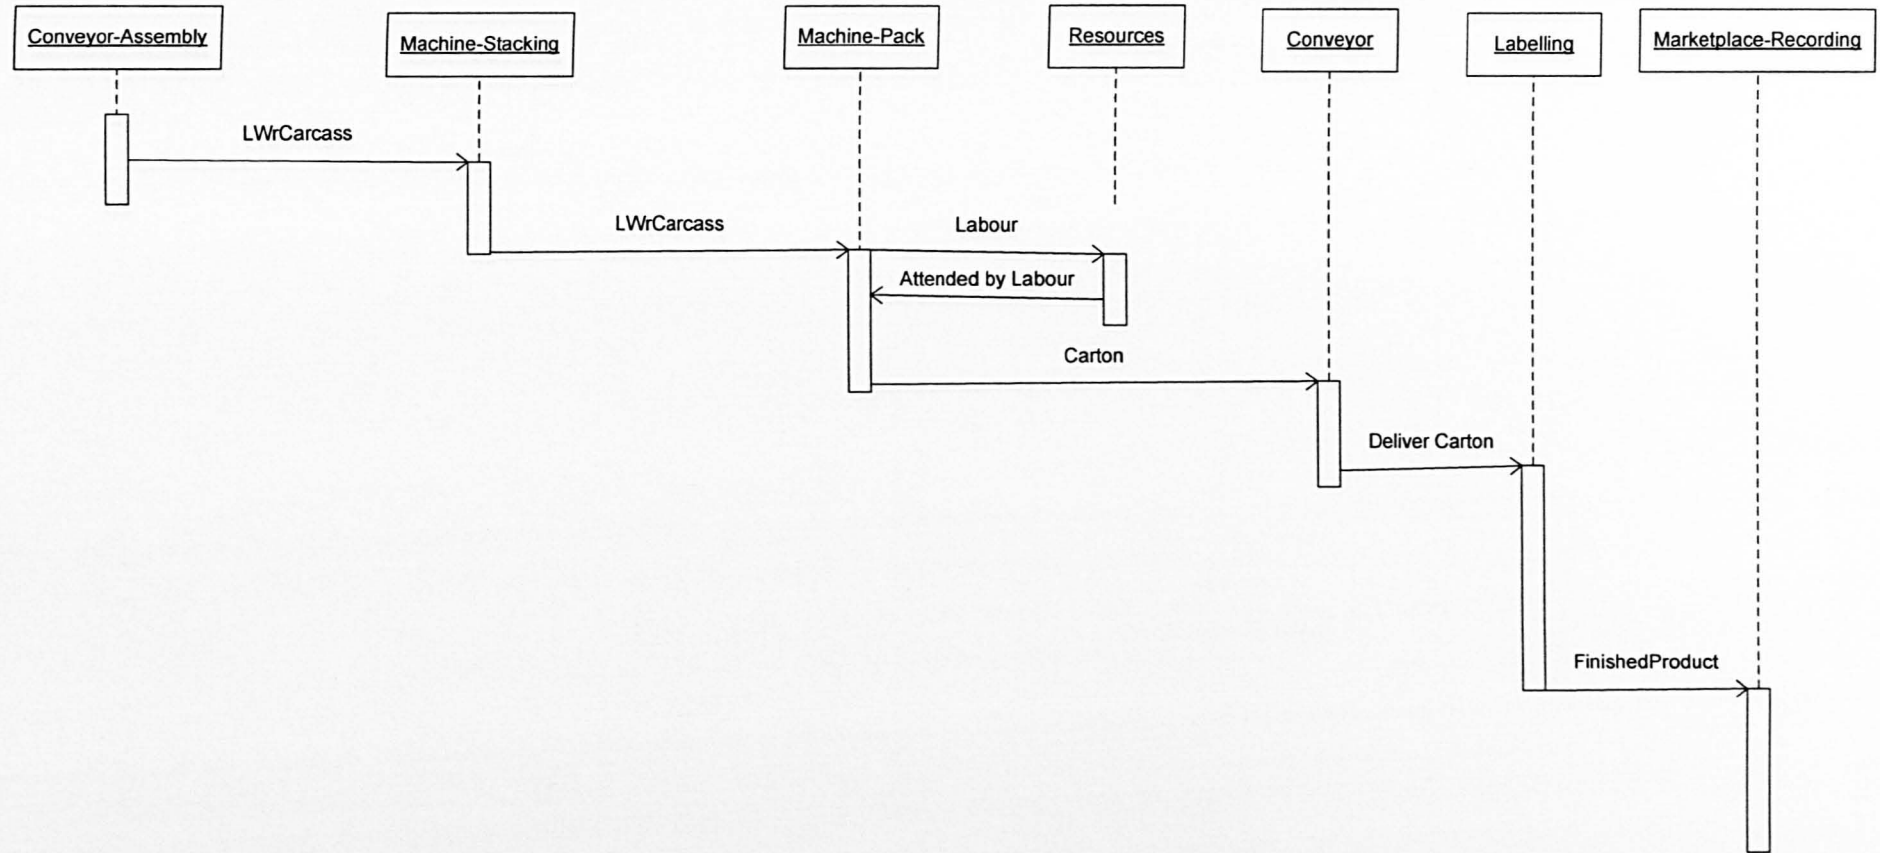 Conveyor-Assembly
Machine-Stacking
Machine-Pack
Resources
Conveyor
Labelling
Marketplace-Recording
LWrCarcass
LWrCarcass
Labour
Attended by Labour
Carton
Deliver Carton
FinishedProduct